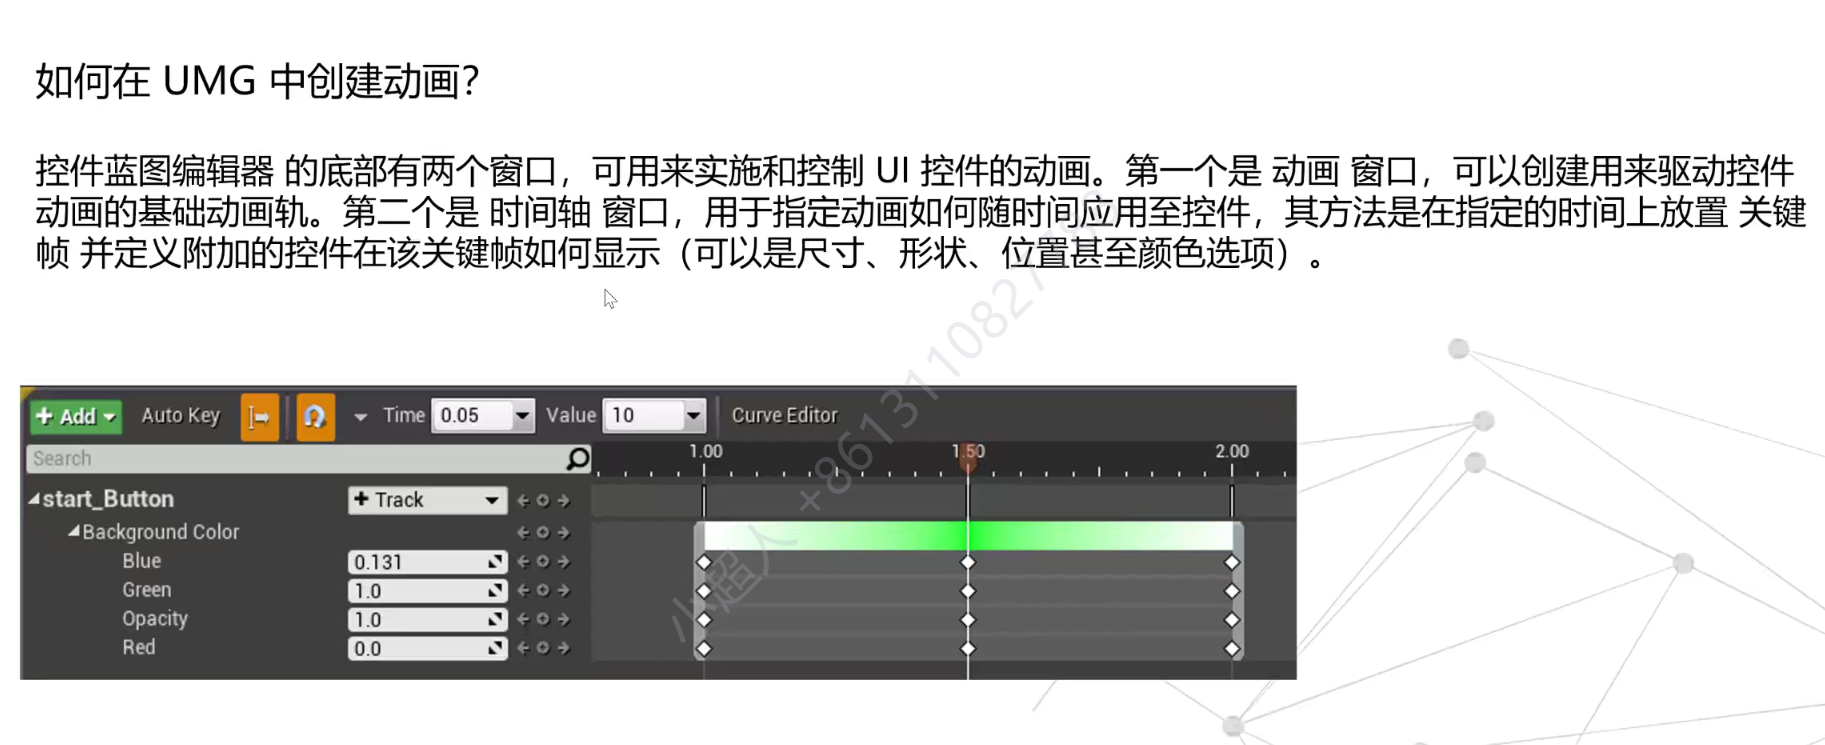 如何在 UMG 中创建动画？
控件蓝图编辑器 的底部有两个窗口，可用来实施和控制 UI 控件的动画。第一个是 动画 窗口，可以创建用来驱动控件
动画的基础动画轨。第二个是 时间轴 窗口，用于指定动画如何随时间应用至控件，其方法是在指定的时间上放置 关键
帧 并定义附加的控件在该关键帧如何显示（可以是尺寸、形状、位置甚至颜色选项）。
Add Auto Key Time 0.05 Value 10 Curve Editor
Search 1.00 1.50 2.00
start_Button + Track
Background Color
Blue 0.131
Green 1.0
Opacity 1.0
Red 0.0